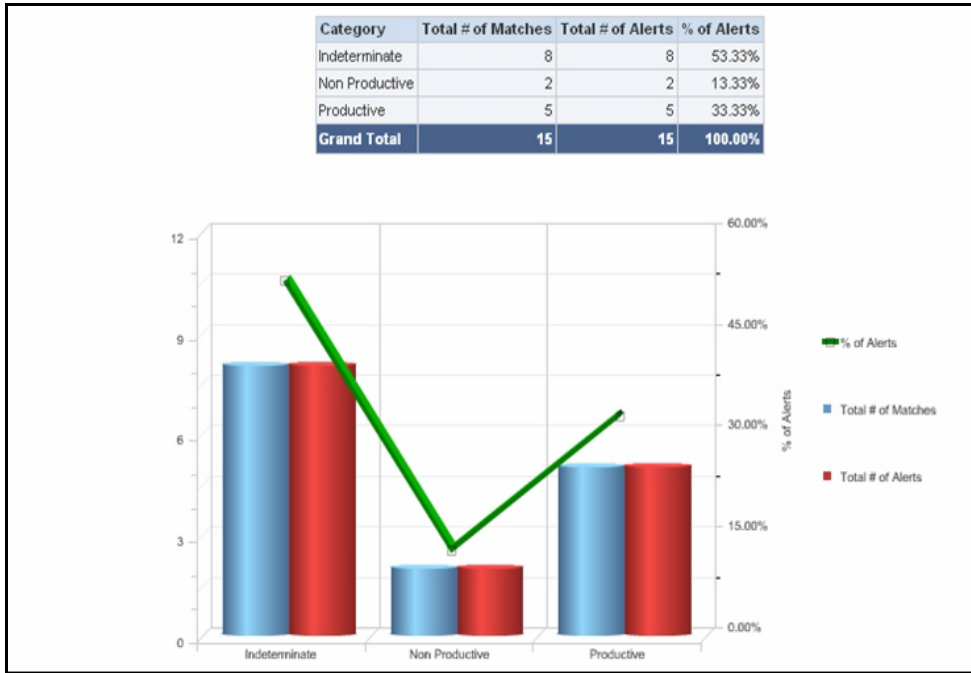 Category Total # of Matches Total # of Alerts % of Alerts
Indeterminate 8 8 53.33%
Non Productive 2 2 13.33%
Productive 5 5 33.33%
Grand Total 15 15 100.00%
60.00%
12
45.00%
9
% of Alerts
% of Alerts
Total # of Matches
30.00%
6
Total # of Alerts
15.00%
3
0.00%
0
Indeterminate Non Productive Productive